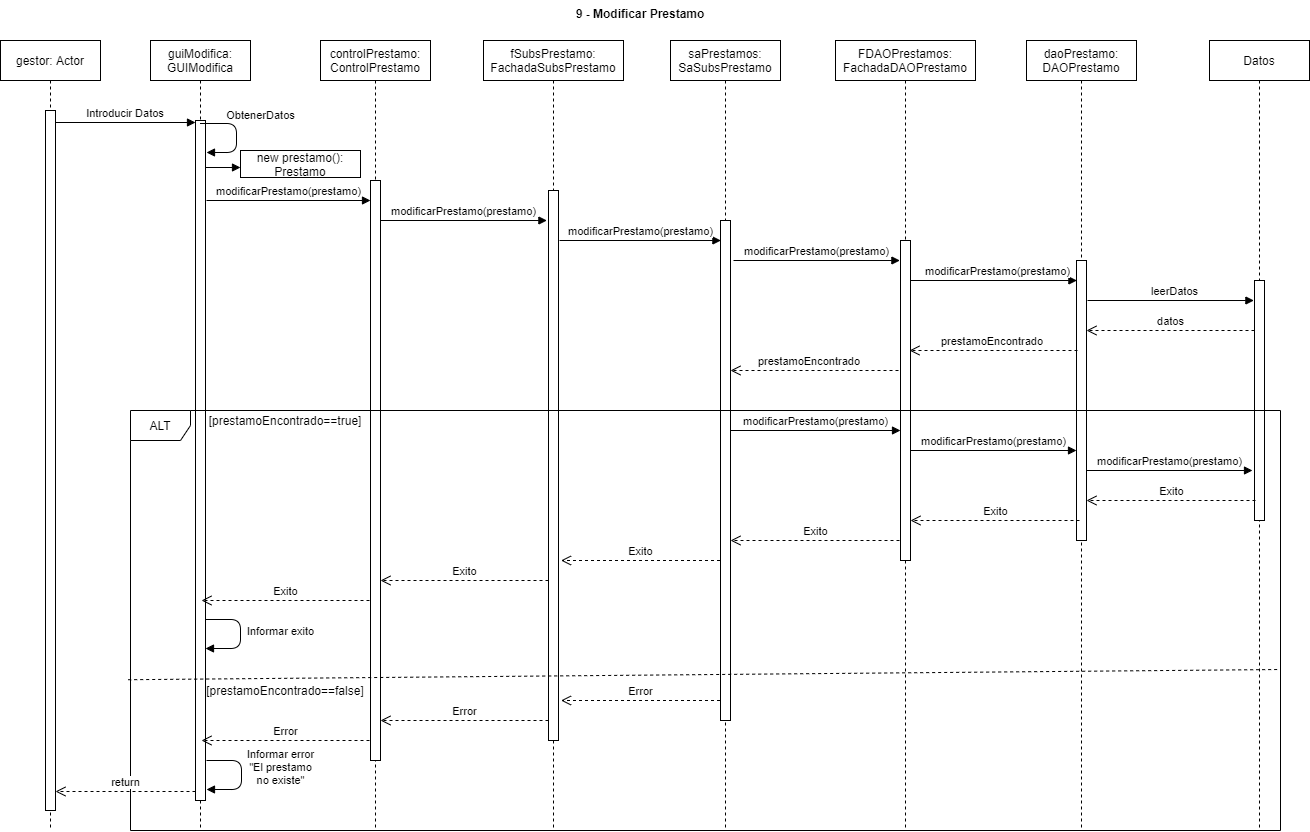 9 - Modificar Prestamo
gestor: Actor
guiModifica:
GUIModifica
controlPrestamo:
ControlPrestamo
fSubsPrestamo:
FachadaSubsPrestamo
saPrestamos:
SaSubsPrestamo
FDAOPrestamos:
FachadaDAOPrestamo
daoPrestamo:
DAOPrestamo
Datos
Introducir Datos
ObtenerDatos
new prestamo():
Prestamo
modificarPrestamo(prestamo)
modificarPrestamo(prestamo)
modificarPrestamo(prestamo)
modificarPrestamo(prestamo)
modificarPrestamo(prestamo)
leerDatos
datos
prestamoEncontrado
prestamoEncontrado
ALT
[prestamoEncontrado==true]
modificarPrestamo(prestamo)
modificarPrestamo(prestamo)
modificarPrestamo(prestamo)
Exito
Exito
Exito
Exito
Exito
Exito
Informar exito
[prestamoEncontrado==false]
Error
Error
Error
Informar error
"El prestamo
no existe"
return